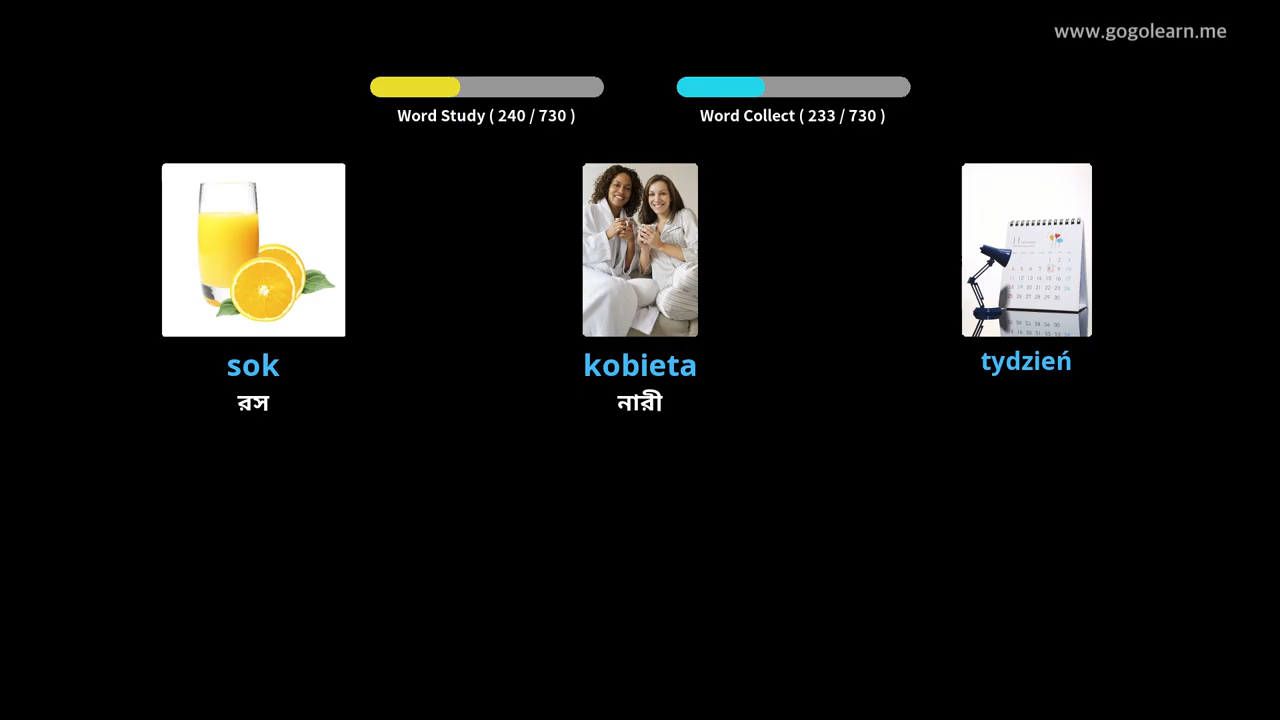 www.gogolearn.me
Word Study ( 240 / 730 )
Word Collect ( 233 / 730 )
sok
রস
kobieta
নারী
tydzień